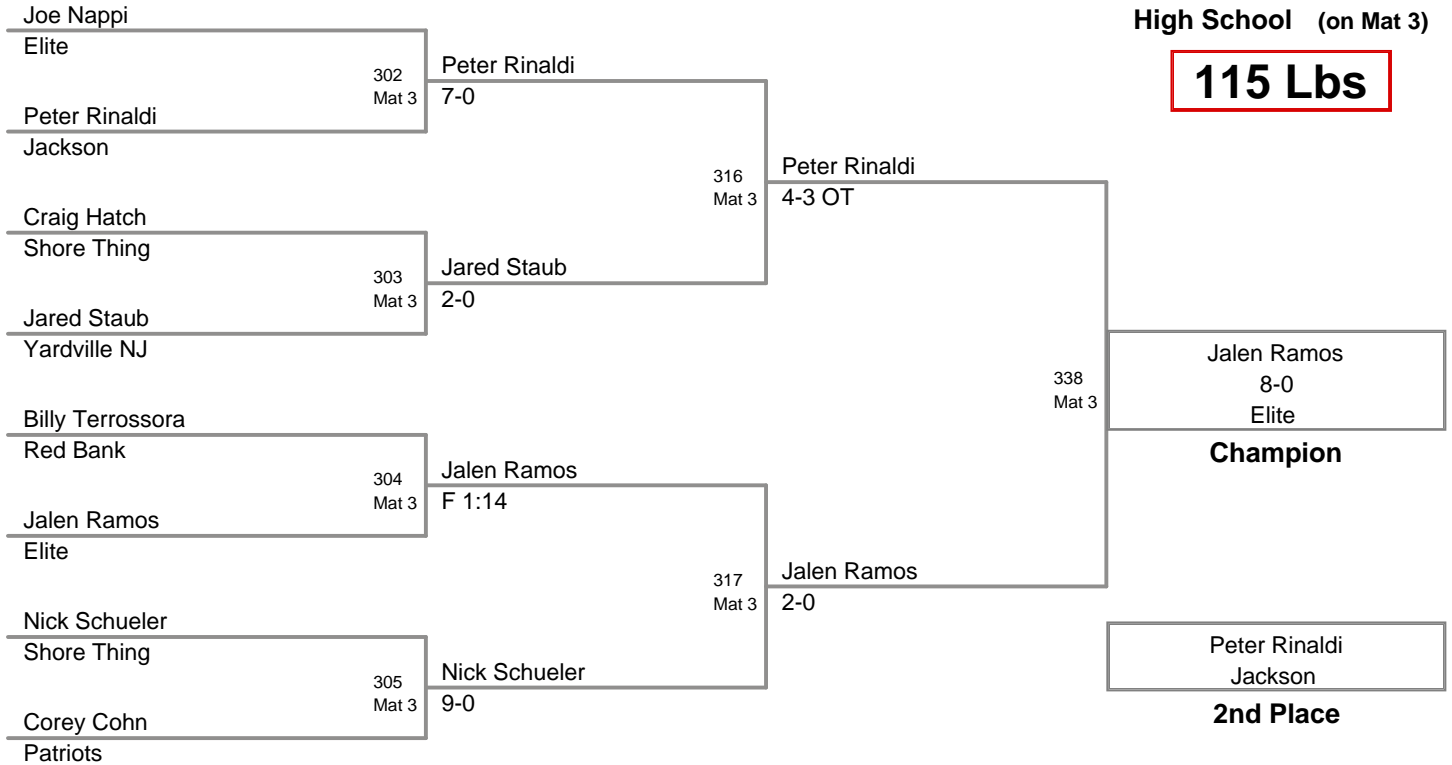 Joe Nappi
Elite
302
Mat 3
Peter Rinaldi
7-0
Peter Rinaldi
Jackson
Craig Hatch
Shore Thing
303
Mat 3
Jared Staub
2-0
Jared Staub
Yardville NJ
316
Mat 3
Peter Rinaldi
4-3 OT
Billy Terrossora
Red Bank
304
Mat 3
Jalen Ramos
F 1:14
Jalen Ramos
Elite
Nick Schueler
Shore Thing
305
Mat 3
Nick Schueler
9-0
Corey Cohn
Patriots
317
Mat 3
Jalen Ramos
2-0
338
Mat 3
High School (on Mat 3)
115 Lbs
Jalen Ramos
8-0
Elite
Champion
Peter Rinaldi
Jackson
2nd Place